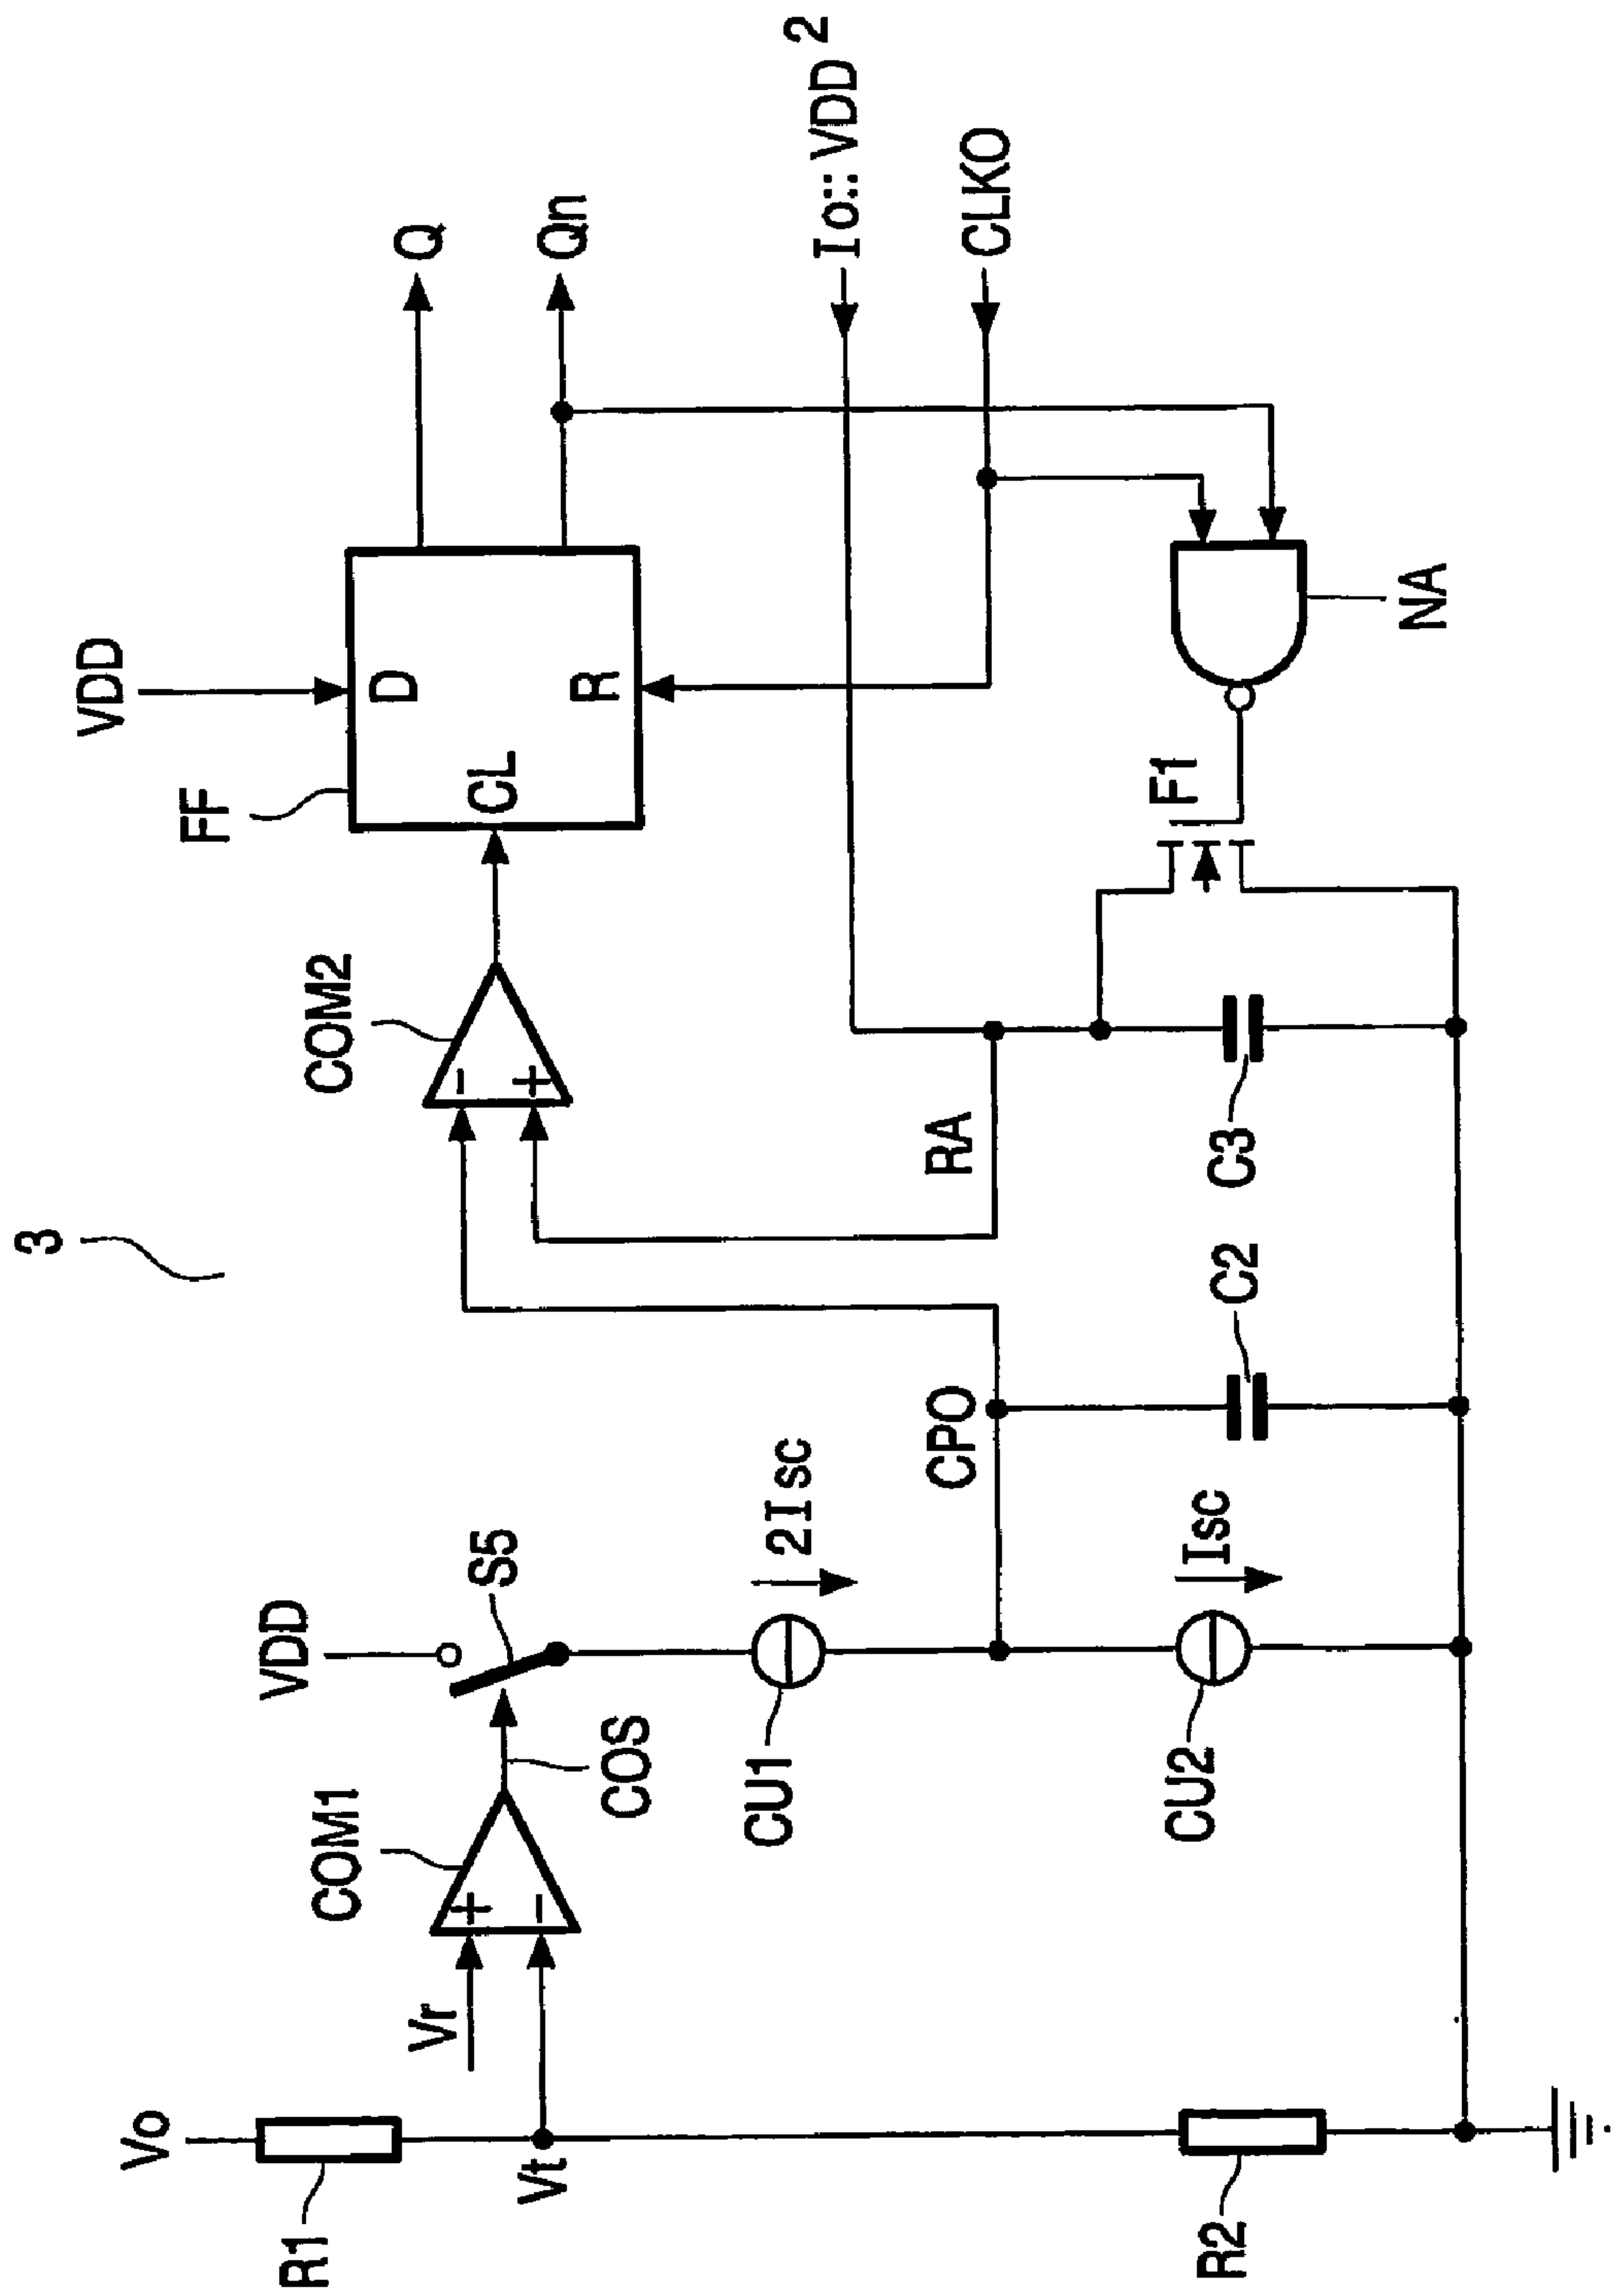 3
Vo
R1
Vt
R2
Vr
+
-
COM1
COS
VDD
S5
CU1
2Isc
CU2
Isc
CPO
C2
RA
C3
-
+
COM2
FF
VDD
D
CL
R
F1
NA
Q
Qn
Io::VDD 2
CLKO